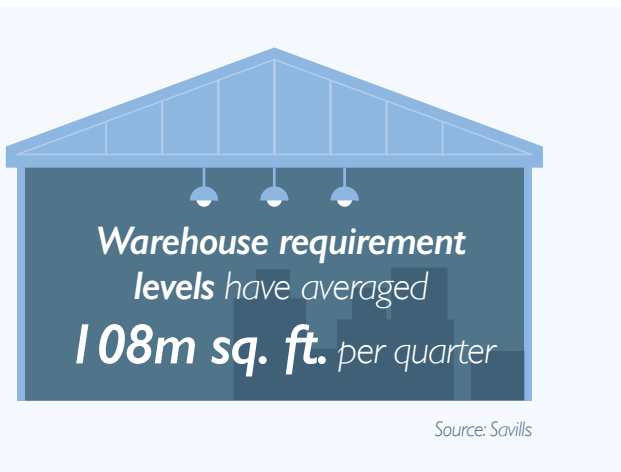 Warehouse requirement
levels have averaged
108m sq. ft. per quarter
Source: Savills